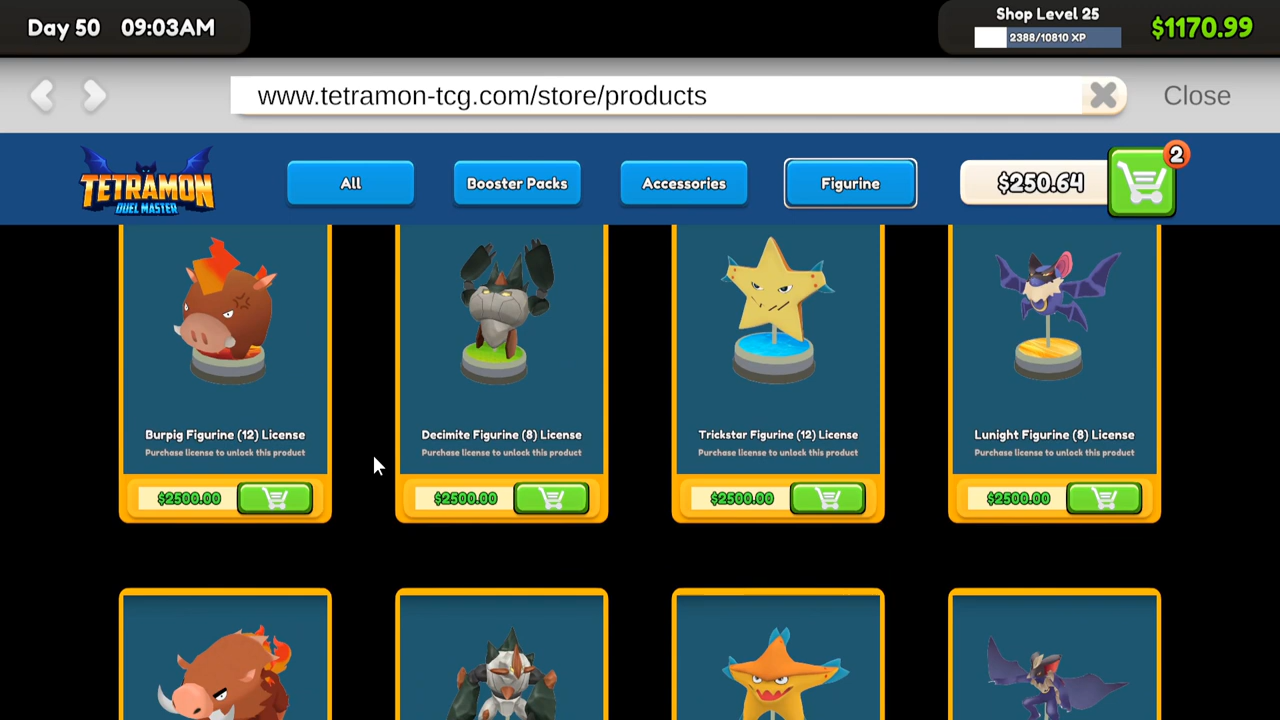 Day 50 09:03AM
Shop Level 25
2388/10810 XP
$1170.99
www.tetramon-tcg.com/store/products
Close
TETRAMON
DUEL MASTER
All
Booster Packs
Accessories
Figurine
$250.64
2
Burpig Figurine (12) License
Purchase license to unlock this product
$2500.00
Decimite Figurine (8) License
Purchase license to unlock this product
$2500.00
Trickstar Figurine (12) License
Purchase license to unlock this product
$2500.00
Lunight Figurine (8) License
Purchase license to unlock this product
$2500.00